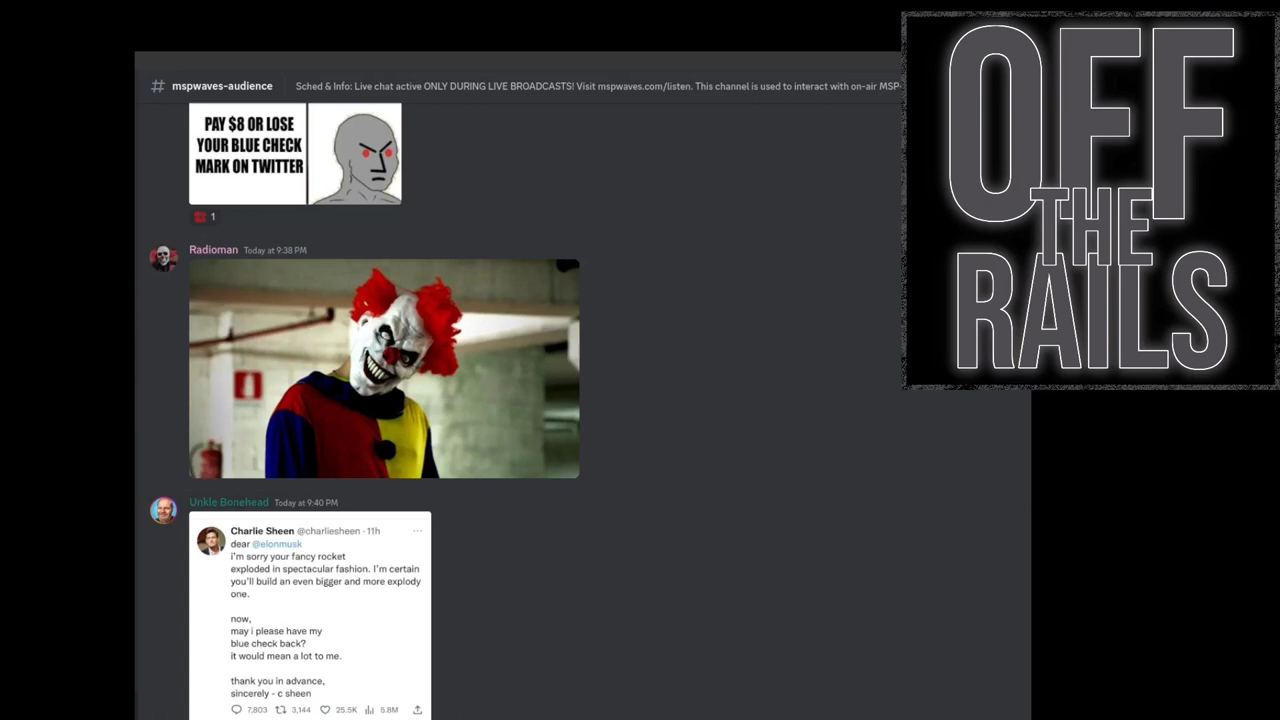 # mspwaves-audience
Sched & Info: Live chat active ONLY DURING LIVE BROADCASTS! Visit mspwaves.com/listen. This channel is used to interact with on-air MSP-
OFF
THE
RAILS
PAY $8 OR LOSE
YOUR BLUE CHECK
MARK ON TWITTER
1
Radioman Today at 9:38 PM
Unkle Bonehead Today at 9:40 PM
Charlie Sheen @charliesheen · 11h
dear @elonmusk
i'm sorry your fancy rocket
exploded in spectacular fashion. I'm certain
you'll build an even bigger and more explody
one.
now,
may i please have my
blue check back?
it would mean a lot to me.
thank you in advance,
sincerely - c sheen
7,803 3,144 25.5K 5.8M